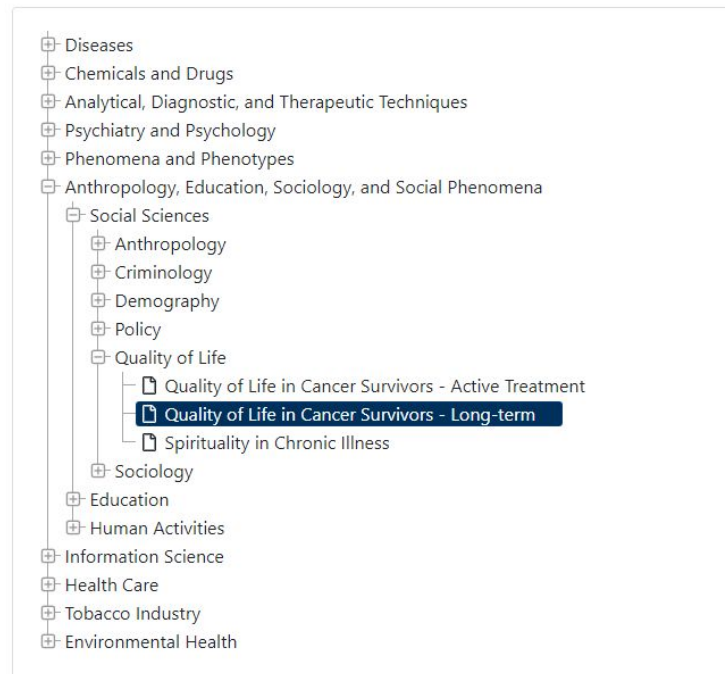 Diseases
Chemicals and Drugs
Analytical, Diagnostic, and Therapeutic Techniques
Psychiatry and Psychology
Phenomena and Phenotypes
Anthropology, Education, Sociology, and Social Phenomena
Social Sciences
Anthropology
Criminology
Demography
Policy
Quality of Life
Quality of Life in Cancer Survivors - Active Treatment
Quality of Life in Cancer Survivors - Long-term
Spirituality in Chronic Illness
Sociology
Education
Human Activities
Information Science
Health Care
Tobacco Industry
Environmental Health